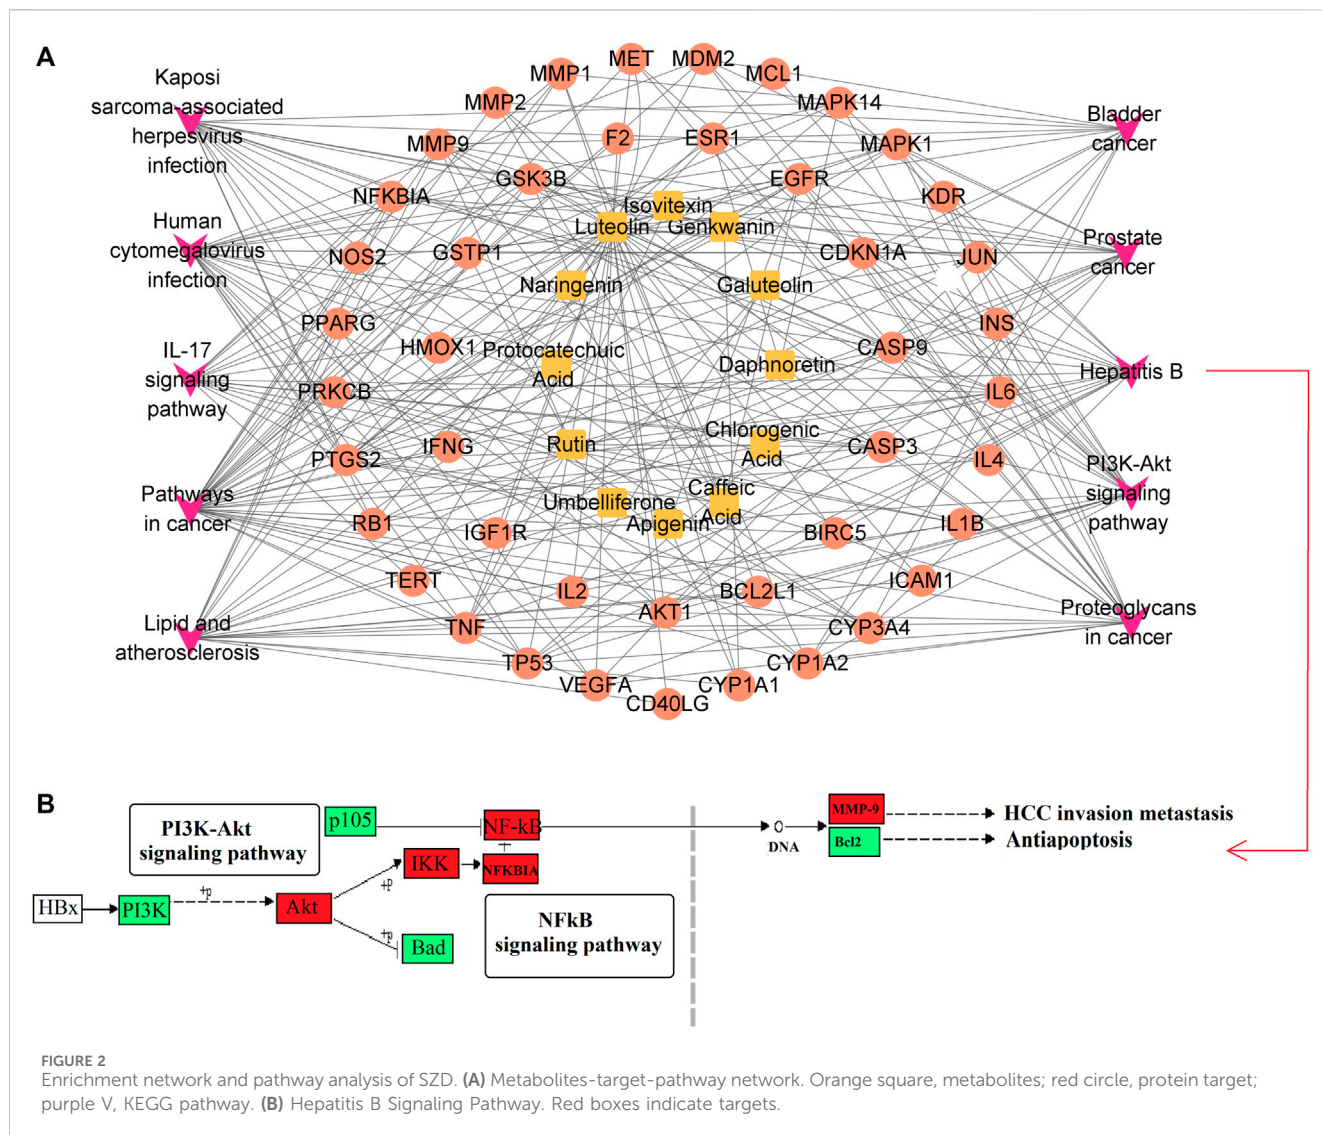 A
Kaposi
sarcoma-associated
herpesvirus
infection
Human
cytomegalovirus
infection
IL-17
signaling
pathway
Pathways
in cancer
Lipid and
atherosclerosis
MET
MDM2
MCL1
MMP1
MMP2
MAPK14
MMP9
F2
ESR1
MAPK1
NFKBIA
GSK3B
EGFR
KDR
Isovitexin
Luteolin
Genkwanin
NOS2
GSTP1
CDKN1A
JUN
Naringenin
Galuteolin
PPARG
HMOX1
CASP9
INS
Protocatechuic
Acid
Daphnoretin
PRKCB
IL6
PTGS2
IFNG
Rutin
Chlorogenic
Acid
CASP3
IL4
Umbelliferone
Apigenin
Caffeic
Acid
RB1
IGF1R
BIRC5
IL1B
TERT
IL2
AKT1
BCL2L1
ICAM1
TNF
CYP3A4
TP53
CYP1A2
VEGFA
CD40LG
CYP1A1
Bladder
cancer
Prostate
cancer
Hepatitis B
PI3K-Akt
signaling
pathway
Proteoglycans
in cancer
B
PI3K-Akt
signaling pathway
p105
NF-kB
IKK
NFKBIA
HBx
PI3K
+p
Akt
+p
+p
Bad
NFkB
signaling pathway
DNA
MMP-9
Bcl2
HCC invasion metastasis
Antiapoptosis
FIGURE 2
Enrichment network and pathway analysis of SZD. (A) Metabolites-target-pathway network. Orange square, metabolites; red circle, protein target;
purple V, KEGG pathway. (B) Hepatitis B Signaling Pathway. Red boxes indicate targets.